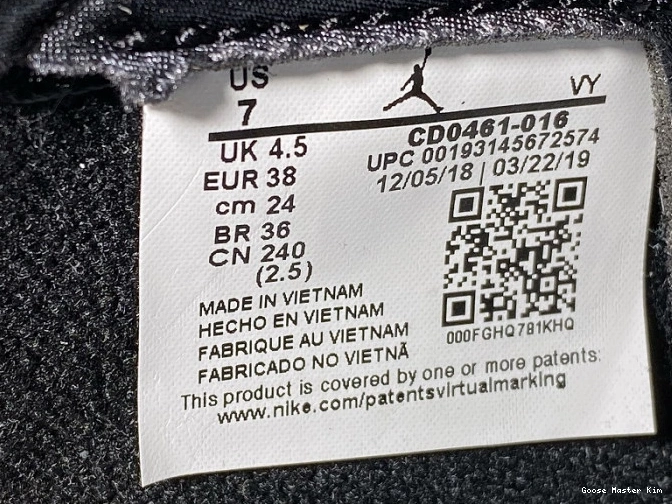 US
7
VY
UK 4.5
EUR 38
cm 24
BR 36
CN 240
(2.5)
CD0461-016
UPC 00193145672574
12/05/18 | 03/22/19
000FGHQ781KHQ
MADE IN VIETNAM
HECHO EN VIETNAM
FABRIQUE AU VIETNAM
FABRICADO NO VIETNÃ
This product is covered by one or more patents:
www.nike.com/patentsvirtualmarking
Goose Master Kim